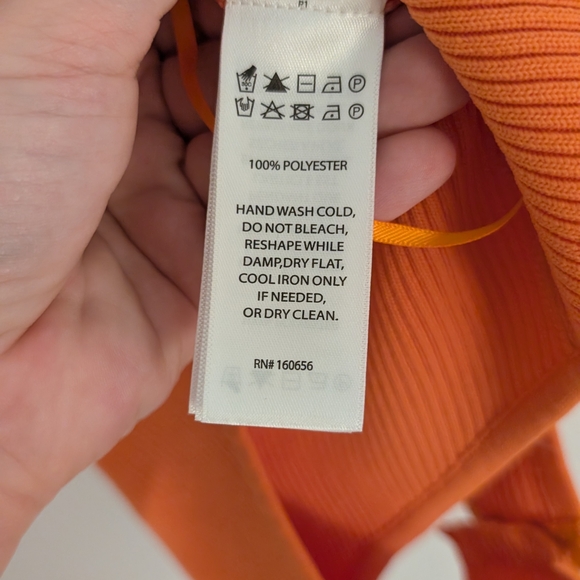 100% POLYESTER
HAND WASH COLD,
DO NOT BLEACH,
RESHAPE WHILE
DAMP,DRY FLAT,
COOL IRON ONLY
IF NEEDED,
OR DRY CLEAN.
RN# 160656